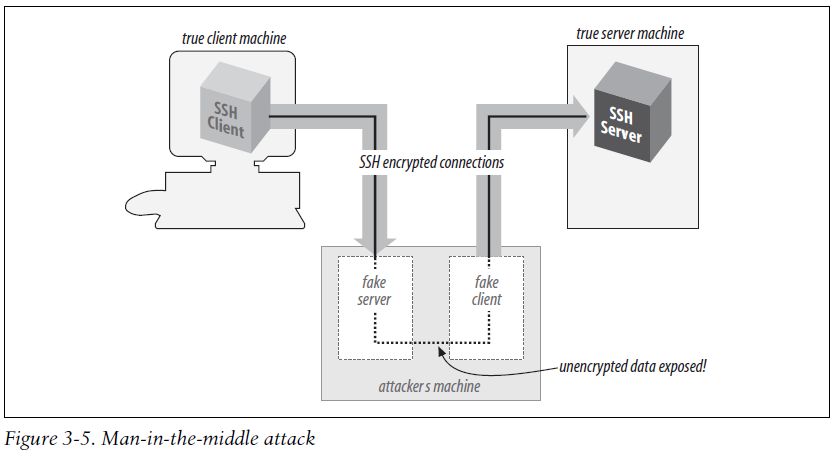 true client machine
true server machine
SSH
Client
SSH
Server
SSH encrypted connections
fake
server
fake
client
unencrypted data exposed!
attacker s machine
Figure 3-5. Man-in-the-middle attack